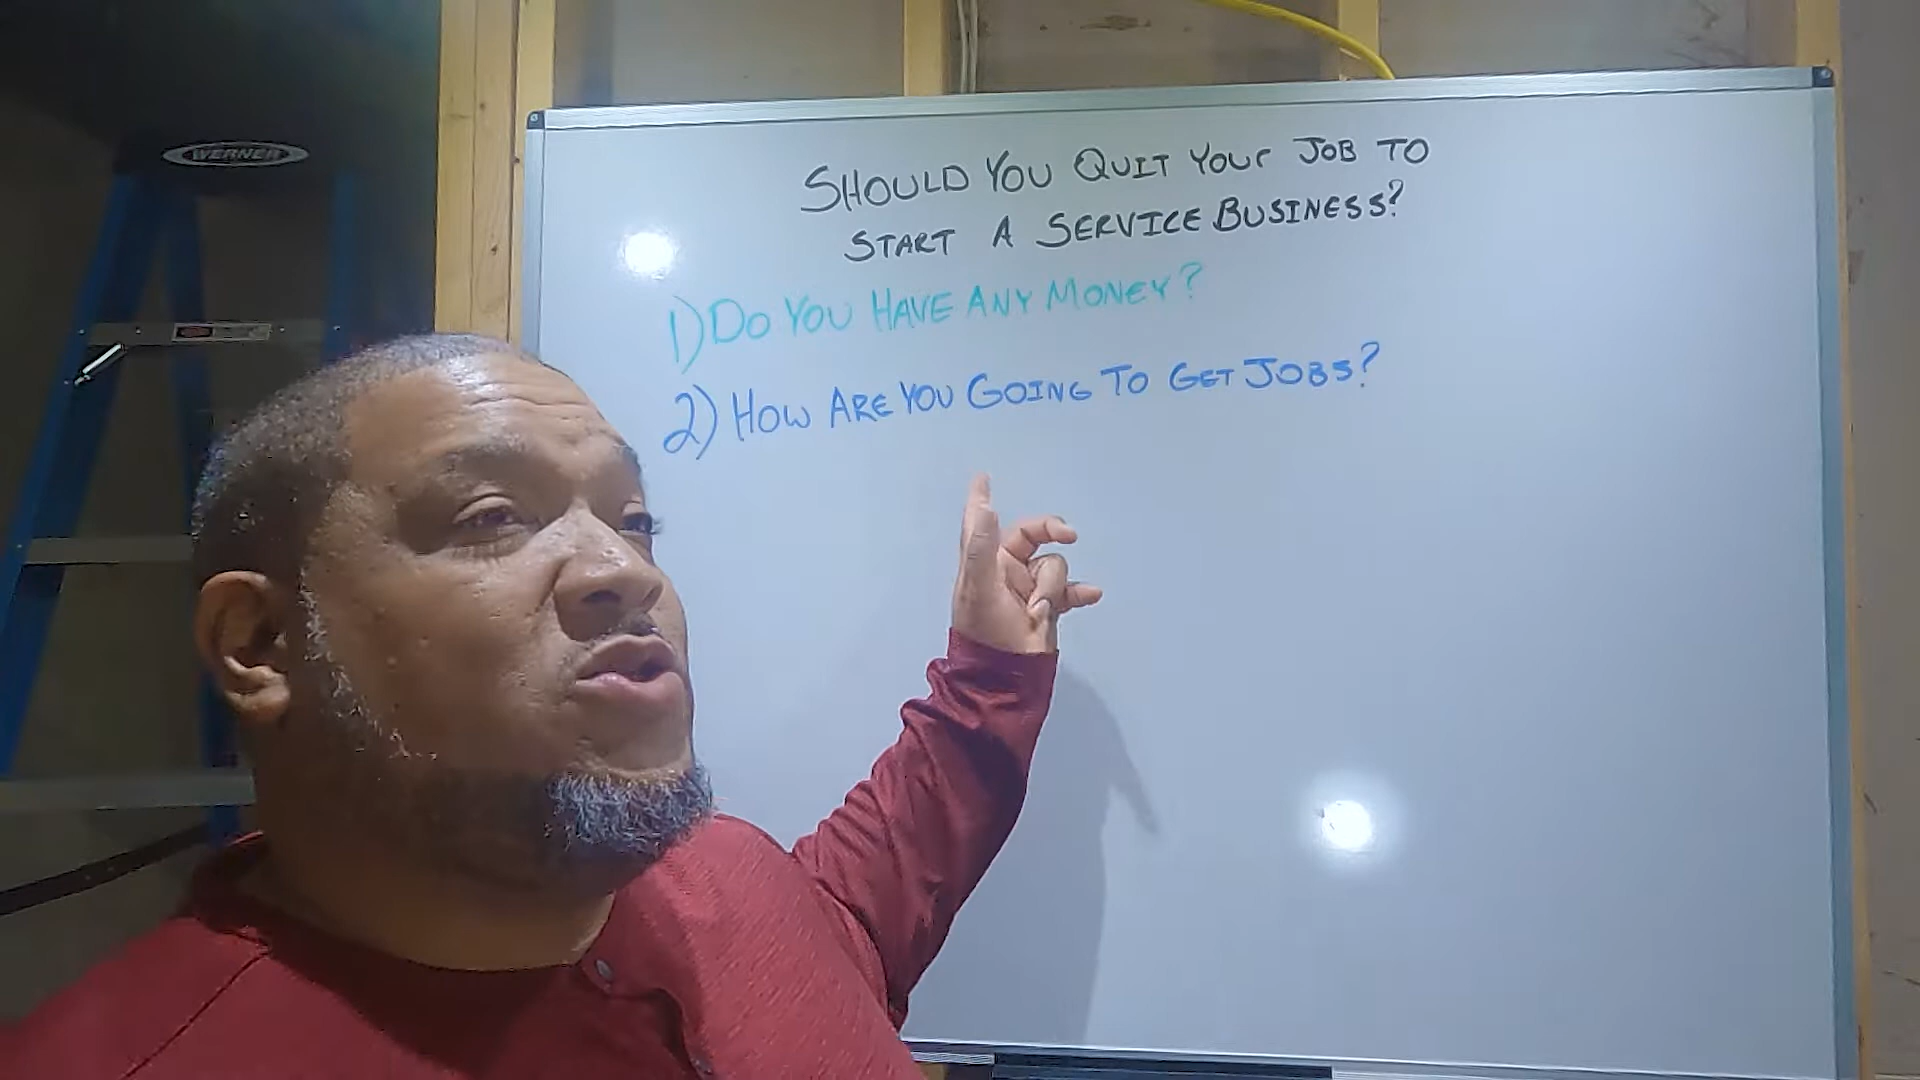 WERNER
SHOULD YOU QUIT YOUr JOB TO
START A SERVICE BUSINESS?
1) DO YOU HAVE ANY MONEY?
2) HOW ARE YOU GOING TO GET JOBS?